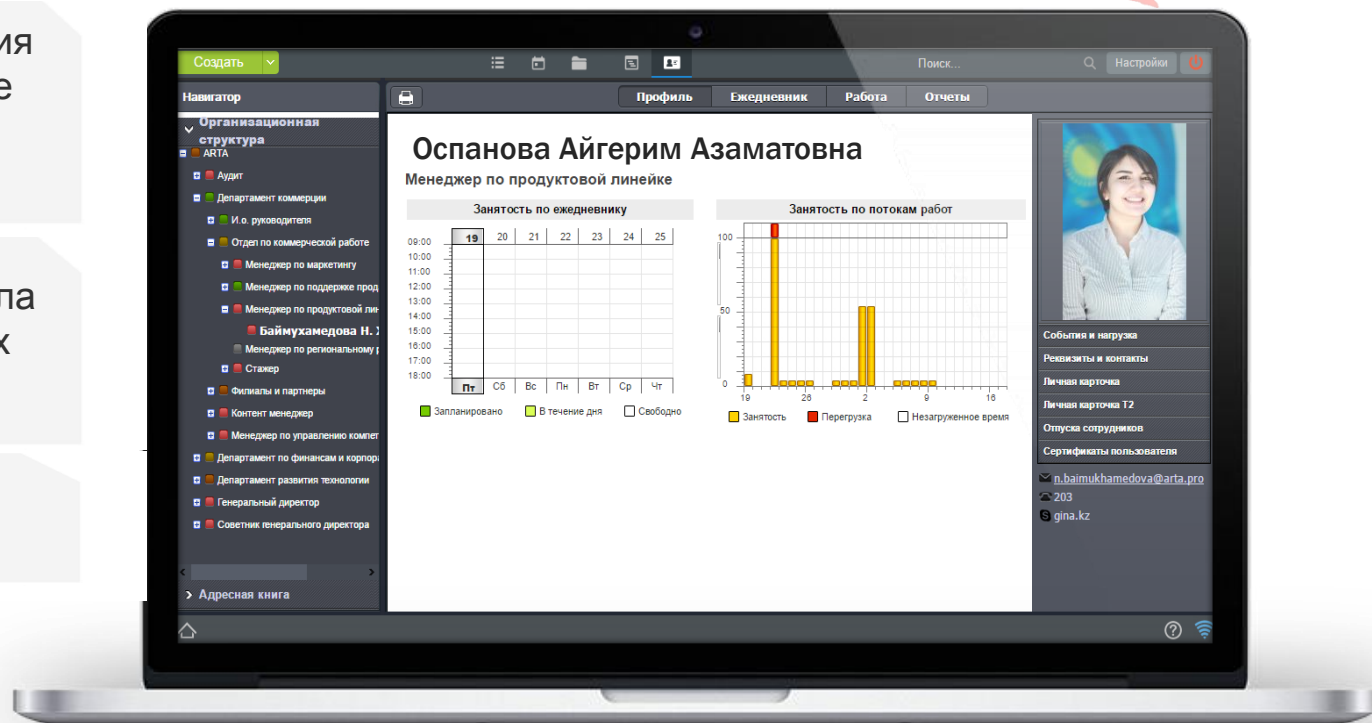 ия
е
ла
х
Создать
Поиск...
Настройки
Навигатор
Профиль Ежедневник Работа Отчеты
Организационная
структура
ARTA
Аудит
Департамент коммерции
И.о. руководителя
Отдел по коммерческой работе
Менеджер по маркетингу
Менеджер по поддержке прод
Менеджер по продуктовой лин
Баймухамедова Н.
Менеджер по региональному р
Стажер
Филиалы и партнеры
Контент менеджер
Менеджер по управлению компет
Департамент по финансам и корпора
Департамент развития технологии
Генеральный директор
Советник генерального директора
Адресная книга
Оспанова Айгерим Азаматовна
Менеджер по продуктовой линейке
Занятость по ежедневнику
19 20 21 22 23 24 25
09:00
10:00
11:00
12:00
13:00
14:00
15:00
16:00
17:00
18:00
Пт Сб Вс Пн Вт Ср Чт
Запланировано В течение дня Свободно
Занятость по потокам работ
100
50
0
19 26 2 9 16
Занятость Перегрузка Незагруженное время
События и нагрузка
Реквизиты и контакты
Личная карточка
Личная карточка Т2
Отпуска сотрудников
Сертификаты пользователя
n.baimukhamedova@arta.pro
203
gina.kz